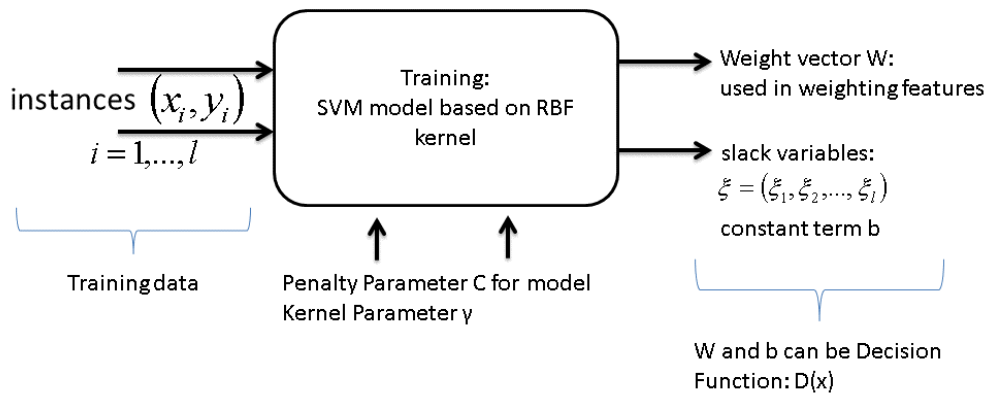 instances (x_i, y_i)
i = 1,..., l
Training data
Training:
SVM model based on RBF
kernel
Penalty Parameter C for model
Kernel Parameter γ
Weight vector W:
used in weighting features
slack variables:
ξ = (ξ_1, ξ_2,..., ξ_l)
constant term b
W and b can be Decision
Function: D(x)